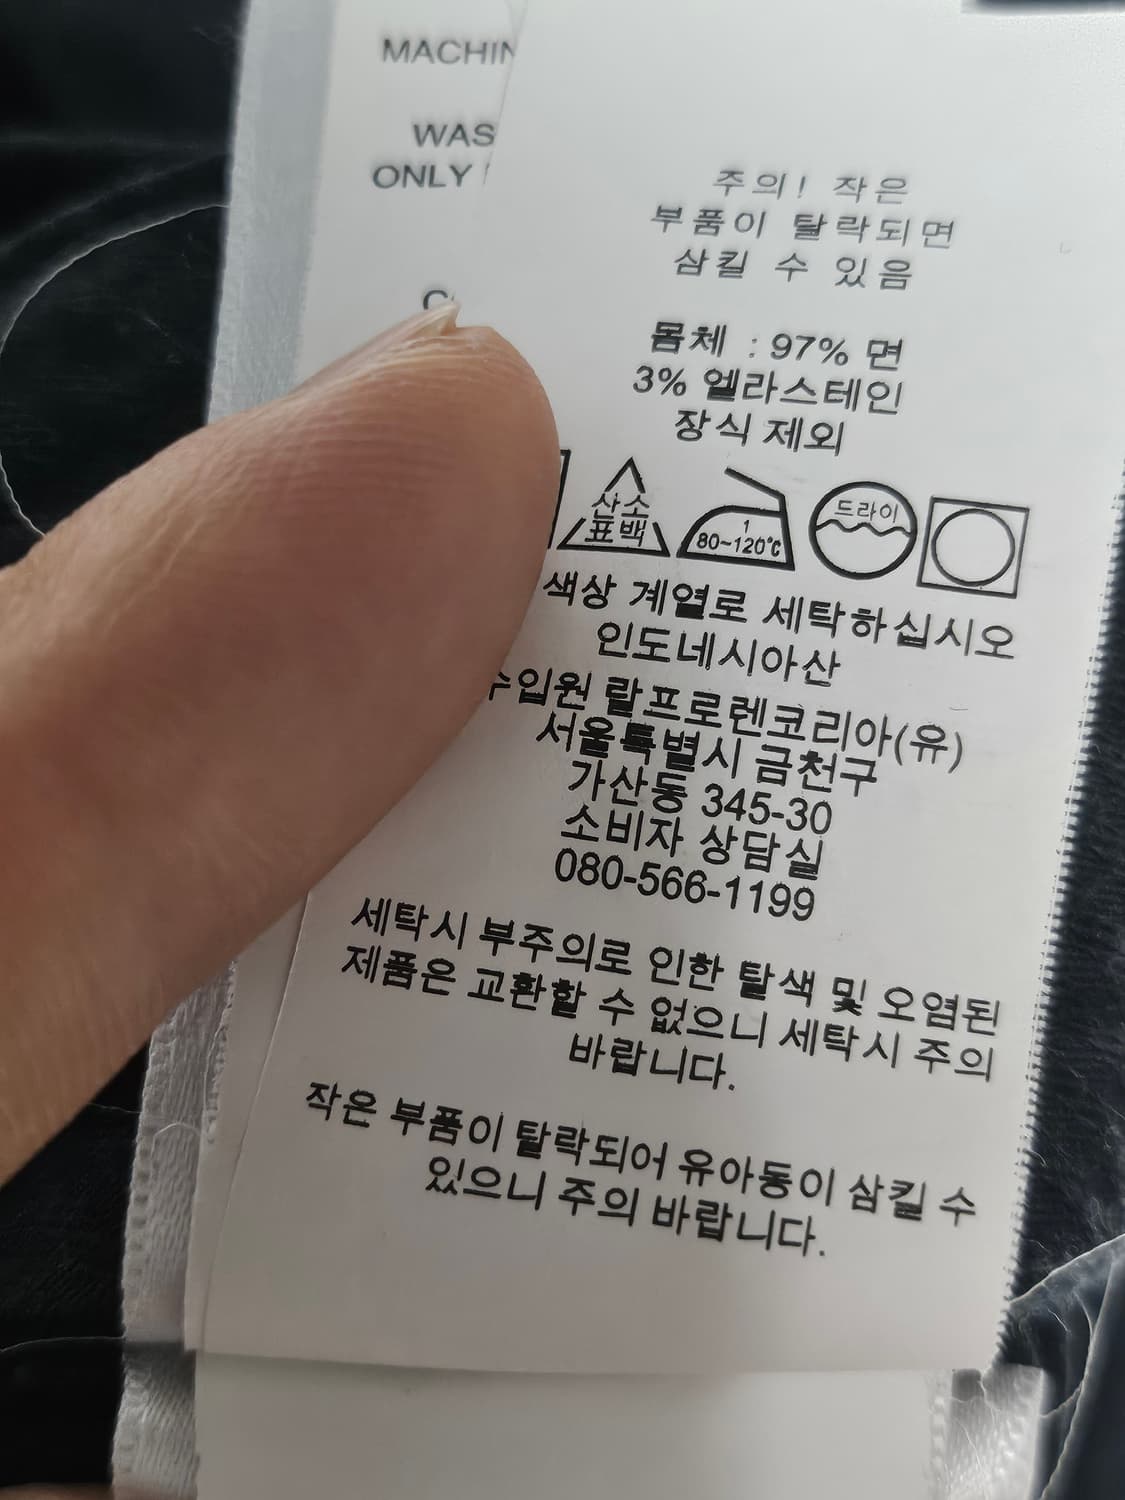 주의! 작은
부품이 탈락되면
삼킬 수 있음
몸체 : 97% 면
3% 엘라스테인
장식 제외
산소
표백
1
80~120℃
드라이
색상 계열로 세탁하십시오
인도네시아산
수입원 랄프로렌코리아(유)
서울특별시 금천구
가산동 345-30
소비자 상담실
080-566-1199
세탁시 부주의로 인한 탈색 및 오염된
제품은 교환할 수 없으니 세탁시 주의
바랍니다.
작은 부품이 탈락되어 유아동이 삼킬 수
있으니 주의 바랍니다.
MACHIN
WAS
ONLY